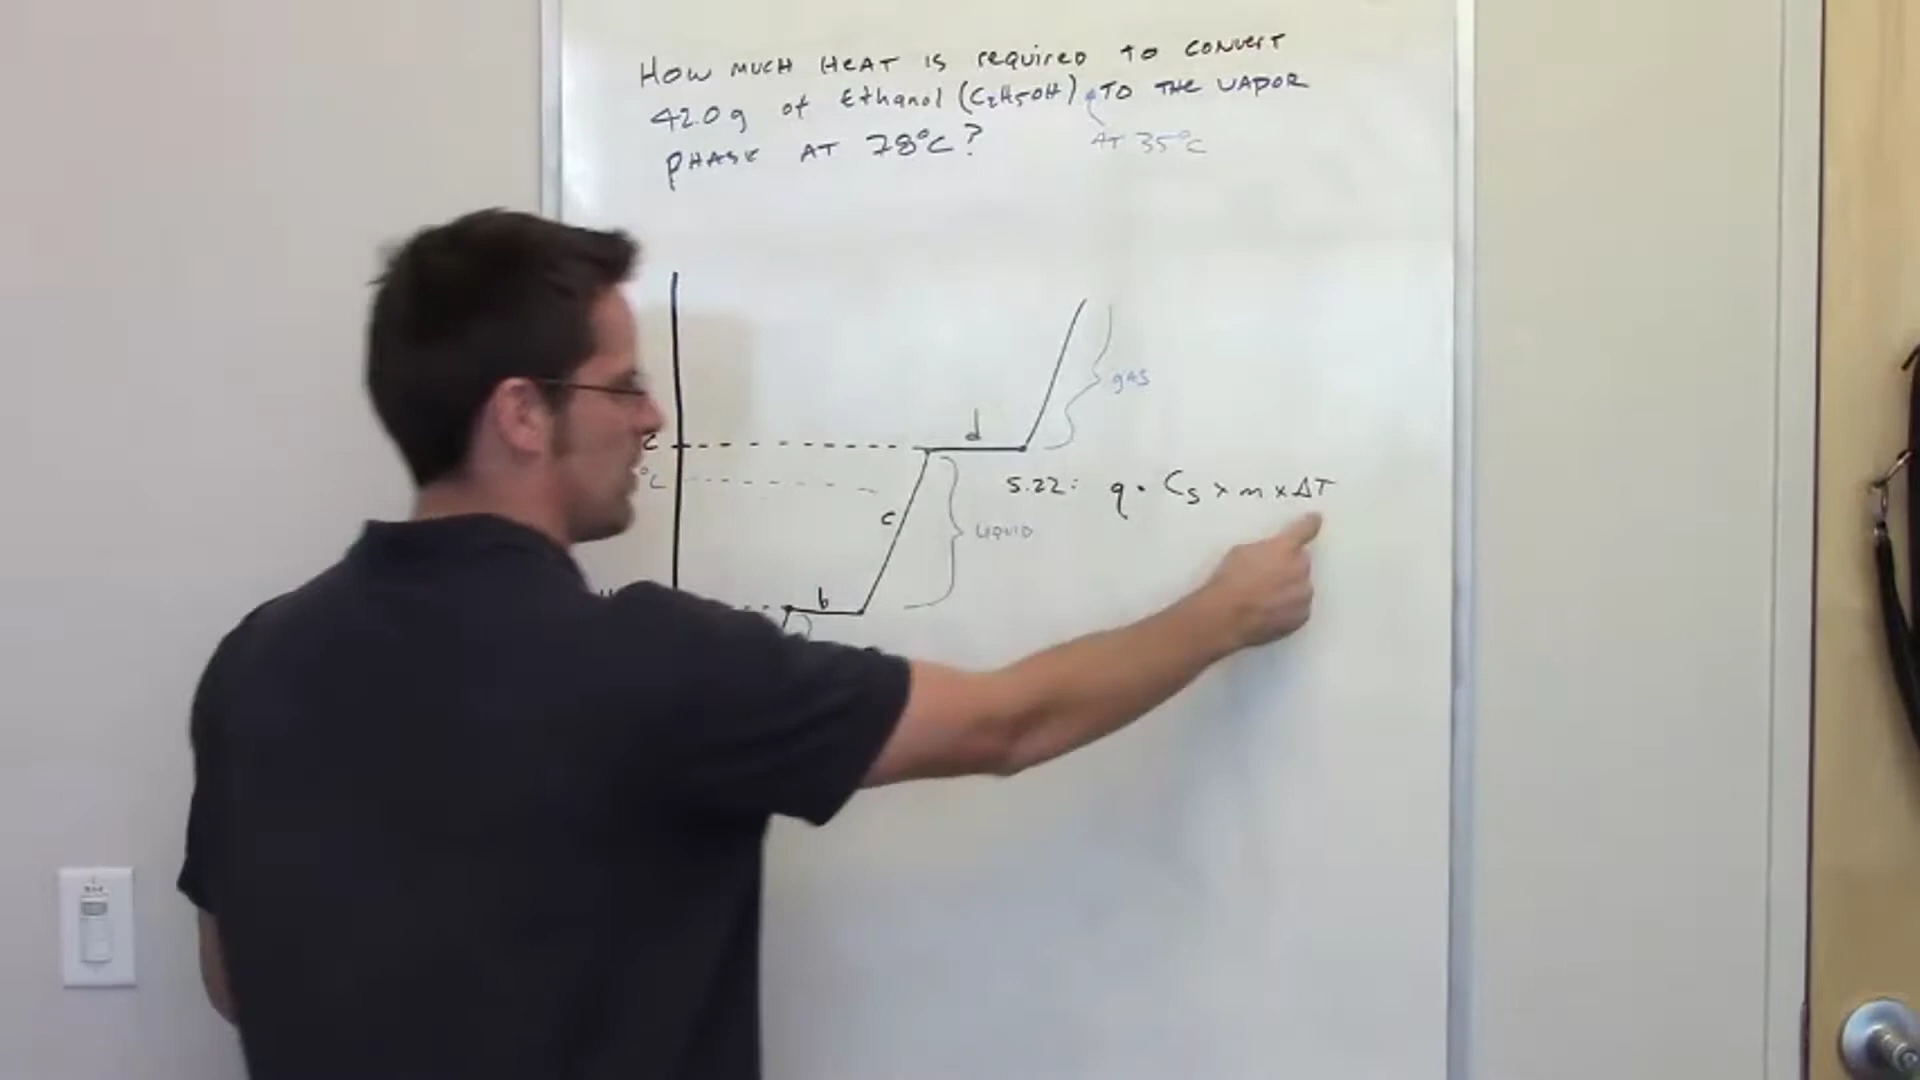 How much Heat is required to convert
42.0 g of Ethanol (C2H5OH) TO THE VAPOR
PHASE AT 78°C?
AT 35°C
gas
d
C
°C
5.22: q = Cs x m x ΔT
c
LIQUID
b